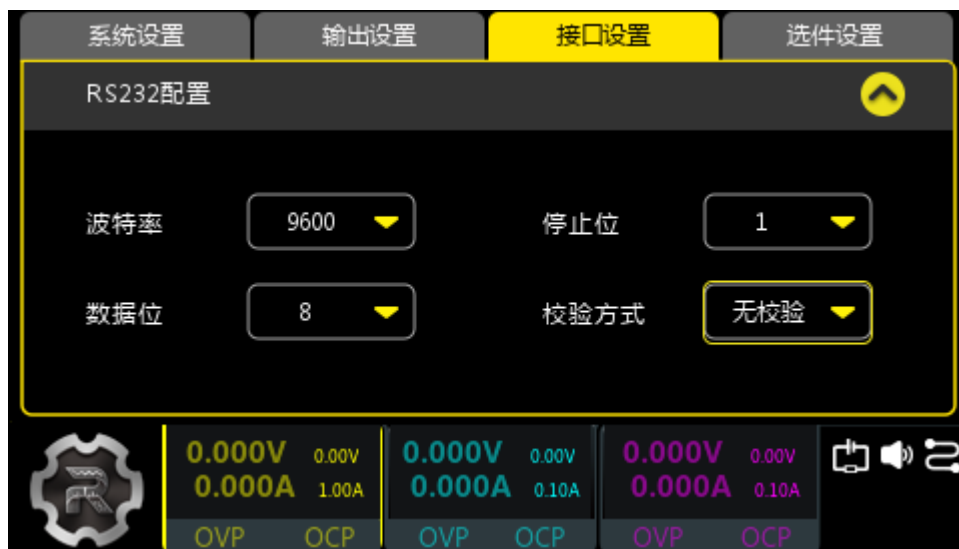 系统设置 输出设置 接口设置 选件设置
RS232配置
波特率 9600 停止位 1
数据位 8 校验方式 无校验
0.000V 0.00V 0.000V 0.00V 0.000V 0.00V
0.000A 1.00A 0.000A 0.10A 0.000A 0.10A
OVP OCP OVP OCP OVP OCP
R